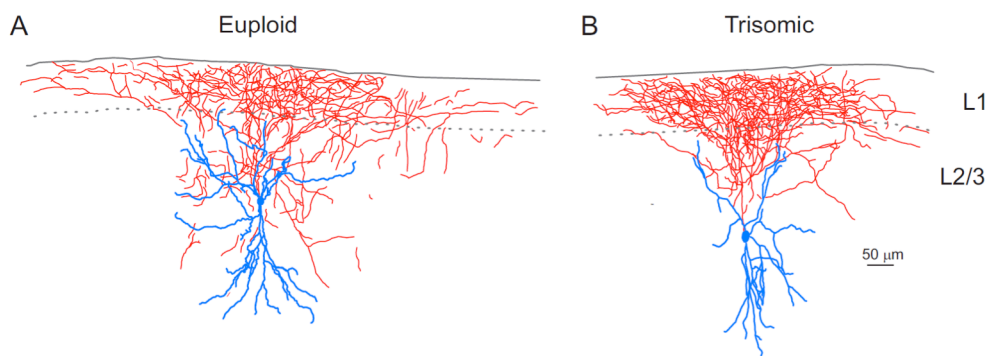 A
Euploid
B
Trisomic
L1
L2/3
50 μm